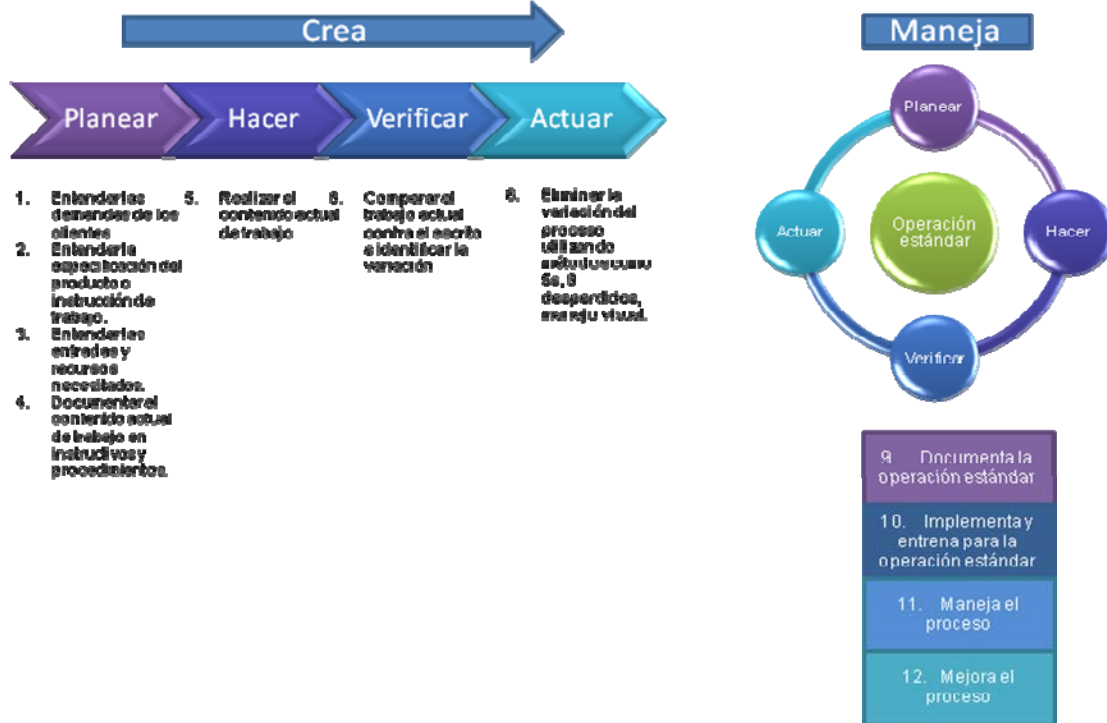 Crea
Planear
Hacer
Verificar
Actuar
1. Entender las
demandas de los
clientes
2. Entender la
especificación del
producto o
instrucción de
trabajo.
3. Entender las
entradas y
recursos
necesitados.
4. Documentar el
contenido actual
de trabajo en
instructivos y
procedimientos.
5. Realizar el
contenido actual
de trabajo
6. Comparar el
trabajo actual
contra el escrito
e identificar la
variación
Eliminar la
variación del
proceso
utilizando
métodos como
5s, 8
desperdicios,
manejo visual.
Maneja
Planear
Actuar
Operación
estándar
Hacer
Verificar
9. Documenta la
operación estándar
10. Implementa y
entrena para la
operación estándar
11. Maneja el
proceso
12. Mejora el
proceso